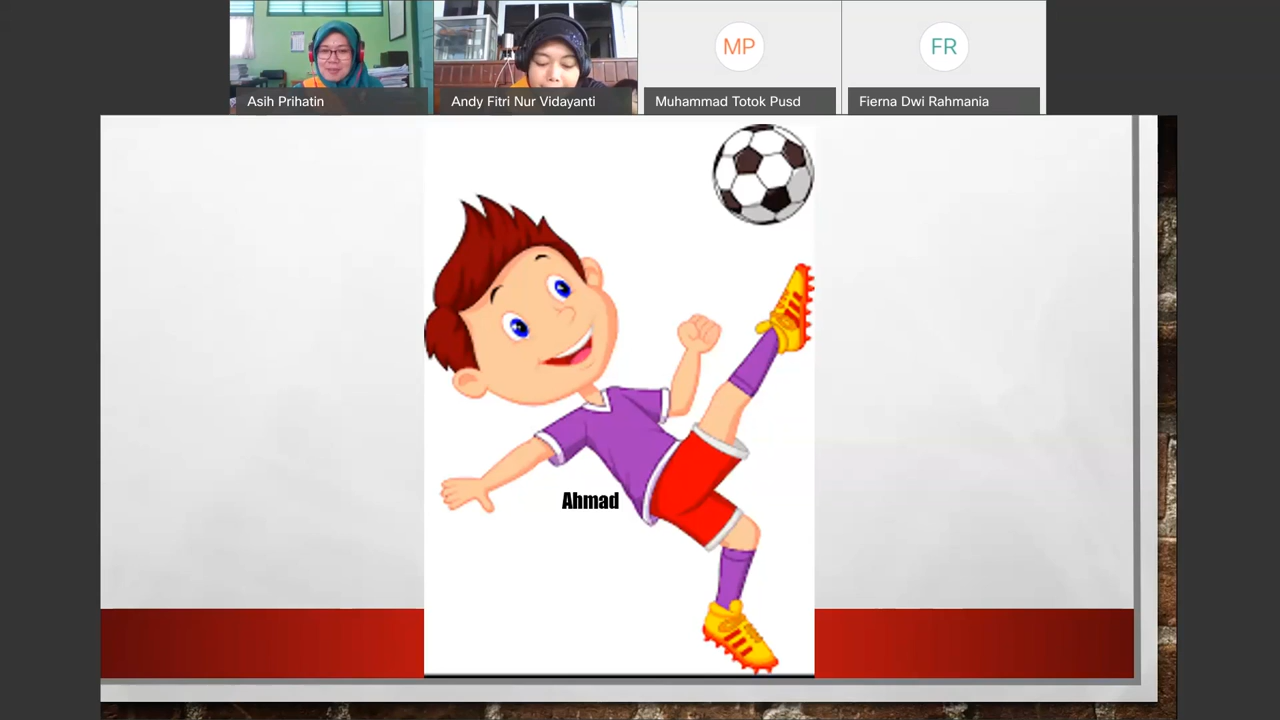 MP
FR
Asih Prihatin
Andy Fitri Nur Vidayanti
Muhammad Totok Pusd
Fierna Dwi Rahmania
Ahmad